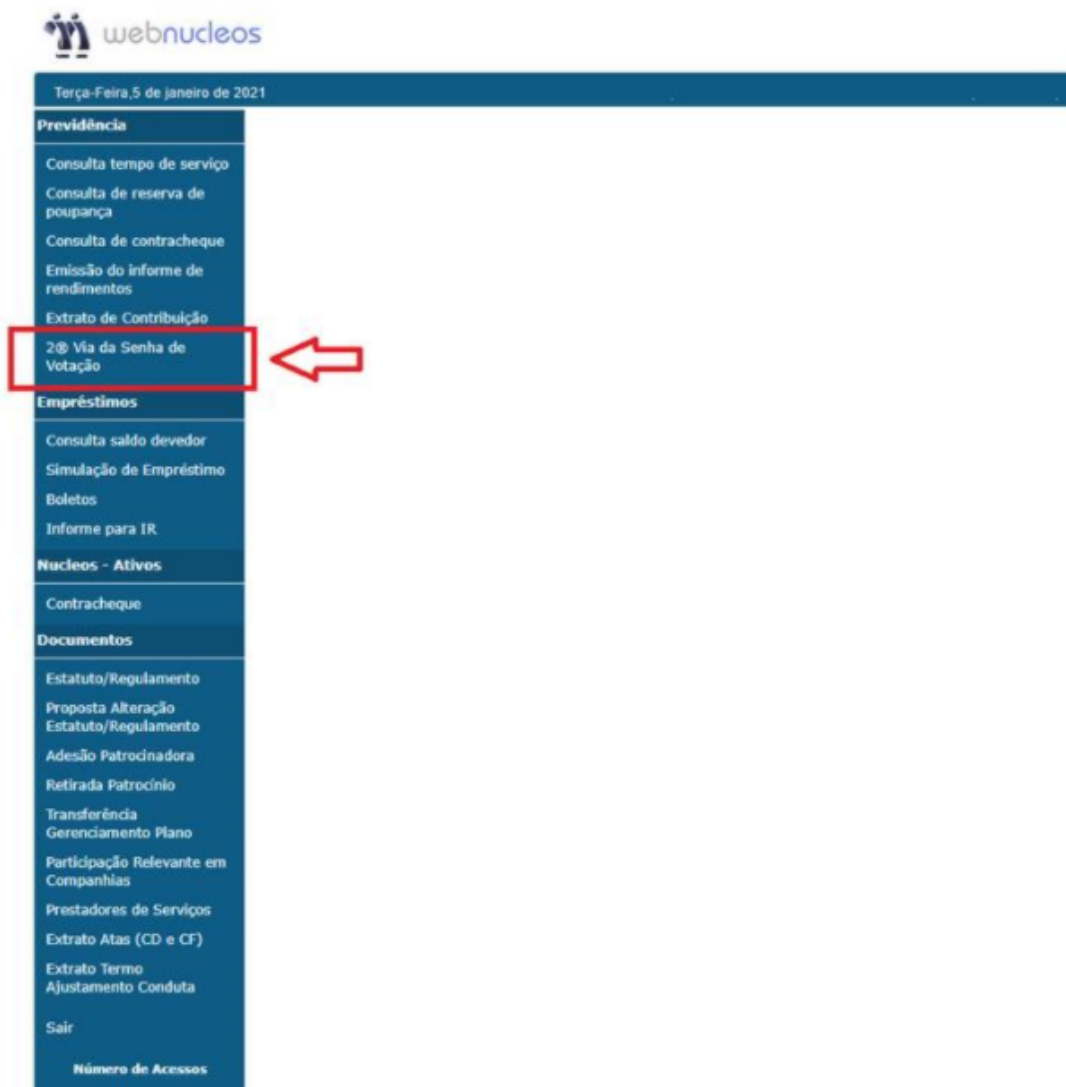 webnucleos
Terça-Feira,5 de janeiro de 2021
Previdência
Consulta tempo de serviço
Consulta de reserva de
poupança
Consulta de contracheque
Emissão do informe de
rendimentos
Extrato de Contribuição
2® Via da Senha de
Votação
Empréstimos
Consulta saldo devedor
Simulação de Empréstimo
Boletos
Informe para IR
Nucleos - Ativos
Contracheque
Documentos
Estatuto/Regulamento
Proposta Alteração
Estatuto/Regulamento
Adesão Patrocinadora
Retirada Patrocínio
Transferência
Gerenciamento Plano
Participação Relevante em
Companhias
Prestadores de Serviços
Extrato Atas (CD e CF)
Extrato Termo
Ajustamento Conduta
Sair
Número de Acessos